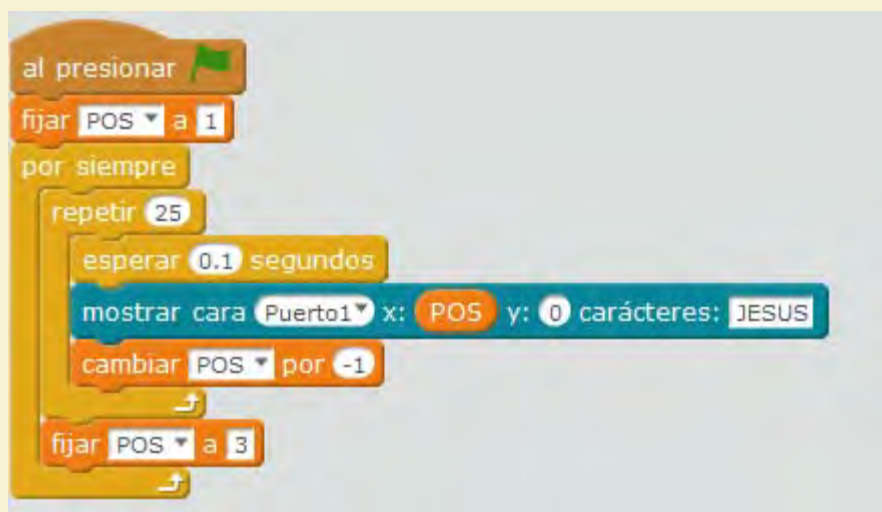 al presionar
fijar POS a 1
por siempre
repetir 25
esperar 0.1 segundos
mostrar cara Puerto1 x: POS y: 0 carácteres: JESUS
cambiar POS por -1
fijar POS a 3